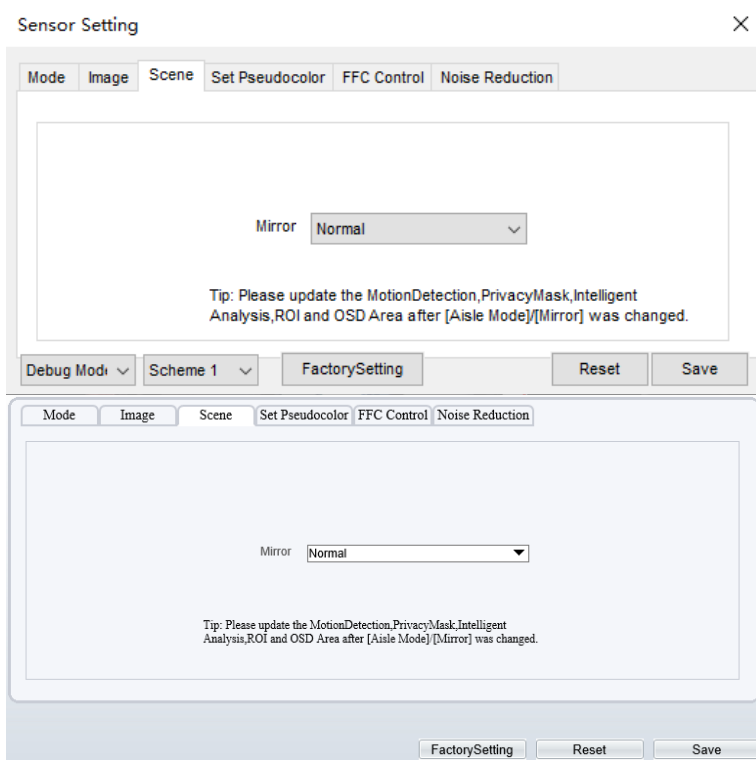 Sensor Setting
Mode Image Scene Set Pseudocolor FFC Control Noise Reduction
Mirror Normal
Tip: Please update the MotionDetection,PrivacyMask,Intelligent
Analysis,ROI and OSD Area after [Aisle Mode]/[Mirror] was changed.
Debug Mod Scheme 1 FactorySetting Reset Save
Mode Image Scene Set Pseudocolor FFC Control Noise Reduction
Mirror Normal
Tip: Please update the MotionDetection,PrivacyMask,Intelligent
Analysis,ROI and OSD Area after [Aisle Mode]/[Mirror] was changed.
FactorySetting Reset Save